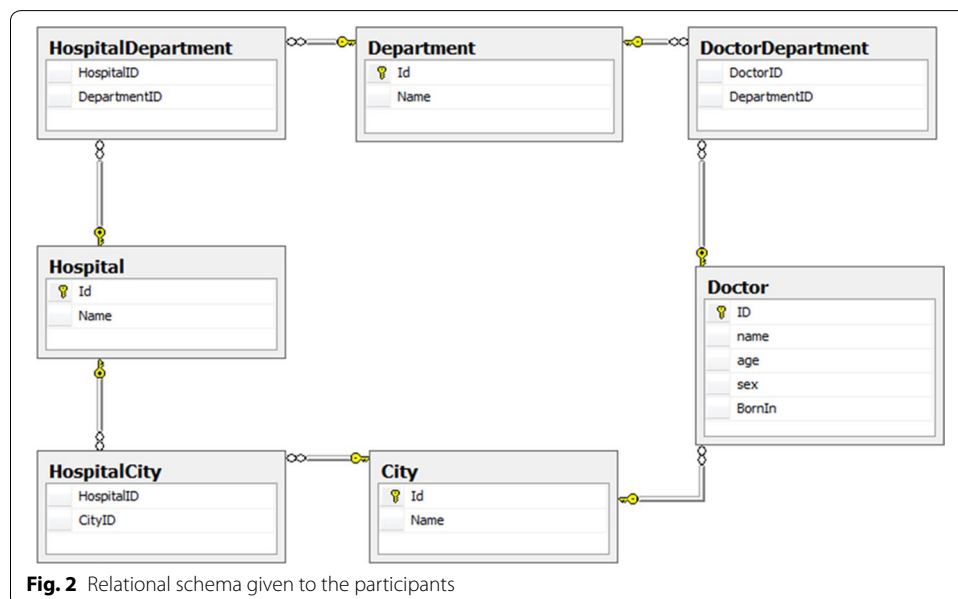 HospitalDepartment
HospitalID
DepartmentID
Department
Id
Name
DoctorDepartment
DoctorID
DepartmentID
Hospital
Id
Name
Doctor
ID
name
age
sex
BornIn
HospitalCity
HospitalID
CityID
City
Id
Name
Fig. 2 Relational schema given to the participants